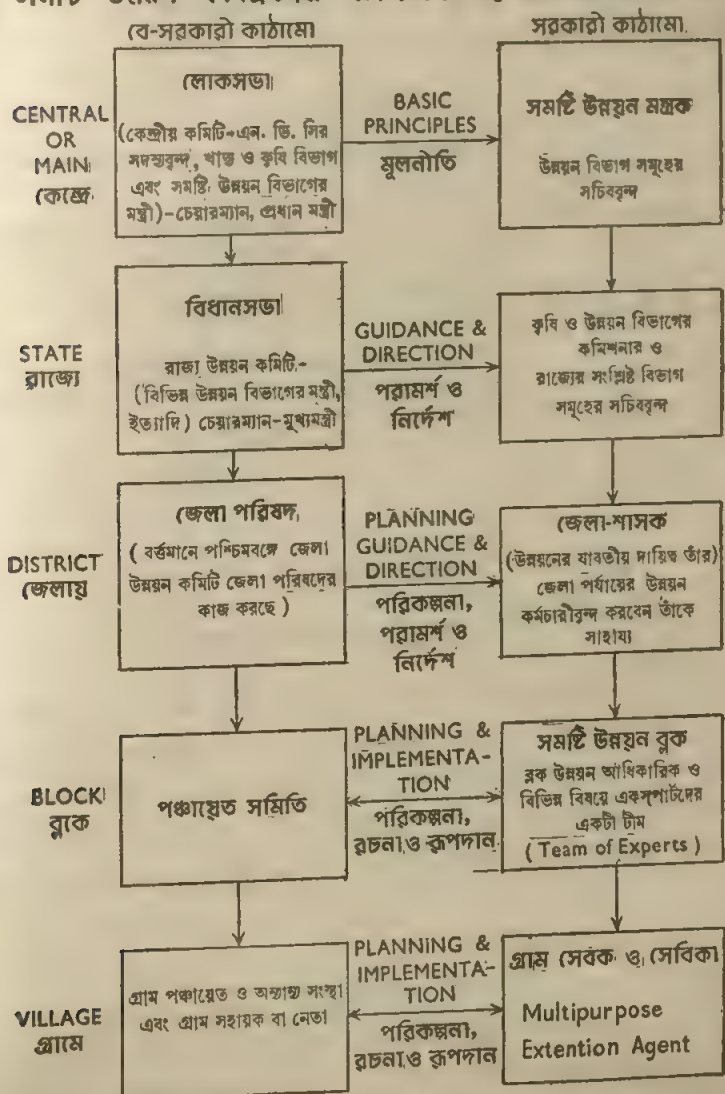 বে-সরকারী কাঠামো
সরকারী কাঠামো
CENTRAL
OR
MAIN
কেন্দ্রে
লোকসভা
(কেন্দ্রীয় কমিটি-এন. ডি. সির
সদস্যবৃন্দ, খাদ্য ও কৃষি বিভাগ
এবং সমষ্টি উন্নয়ন বিভাগের
মন্ত্রী)-চেয়ারম্যান, প্রধান মন্ত্রী
BASIC
PRINCIPLES
মূলনীতি
সমষ্টি উন্নয়ন মন্ত্রক
উন্নয়ন বিভাগ সমূহের
সচিববৃন্দ
STATE
রাজ্যে
বিধানসভা
রাজ্য উন্নয়ন কমিটি-
(বিভিন্ন উন্নয়ন বিভাগের মন্ত্রী,
ইত্যাদি) চেয়ারম্যান-মুখ্যমন্ত্রী
GUIDANCE &
DIRECTION
পরামর্শ ও
নির্দেশ
কৃষি ও উন্নয়ন বিভাগের
কমিশনার ও
রাজ্যের সংশ্লিষ্ট বিভাগ
সমূহের সচিববৃন্দ
DISTRICT
জেলায়
জেলা পরিষদ
( বর্ত্তমানে পশ্চিমবঙ্গে জেলা
উন্নয়ন কমিটি জেলা পরিষদের
কাজ করছে )
PLANNING
GUIDANCE &
DIRECTION
পরিকল্পনা,
পরামর্শ ও
নির্দেশ
জেলা-শাসক
(উন্নয়নের যাবতীয় দায়িত্ব তাঁর)
জেলা পর্যায়ের উন্নয়ন
কর্মচারীবৃন্দ করবেন তাঁকে
সাহায্য
BLOCK
ব্লকে
পঞ্চায়েত সমিতি
PLANNING &
IMPLEMENTA-
TION
পরিকল্পনা,
রচনা ও রূপদান
সমষ্টি উন্নয়ন ব্লক
ব্লক উন্নয়ন আধিকারিক ও
বিভিন্ন বিষয়ে এক্সপার্টদের
একটা টীম
( Team of Experts )
VILLAGE
গ্রামে
গ্রাম পঞ্চায়েত ও অন্যান্য সংস্থা
এবং গ্রাম সহায়ক বা নেতা
PLANNING &
IMPLEMENTA-
TION
পরিকল্পনা,
রচনা ও রূপদান
গ্রাম সেবক ও সেবিকা
Multipurpose
Extention Agent